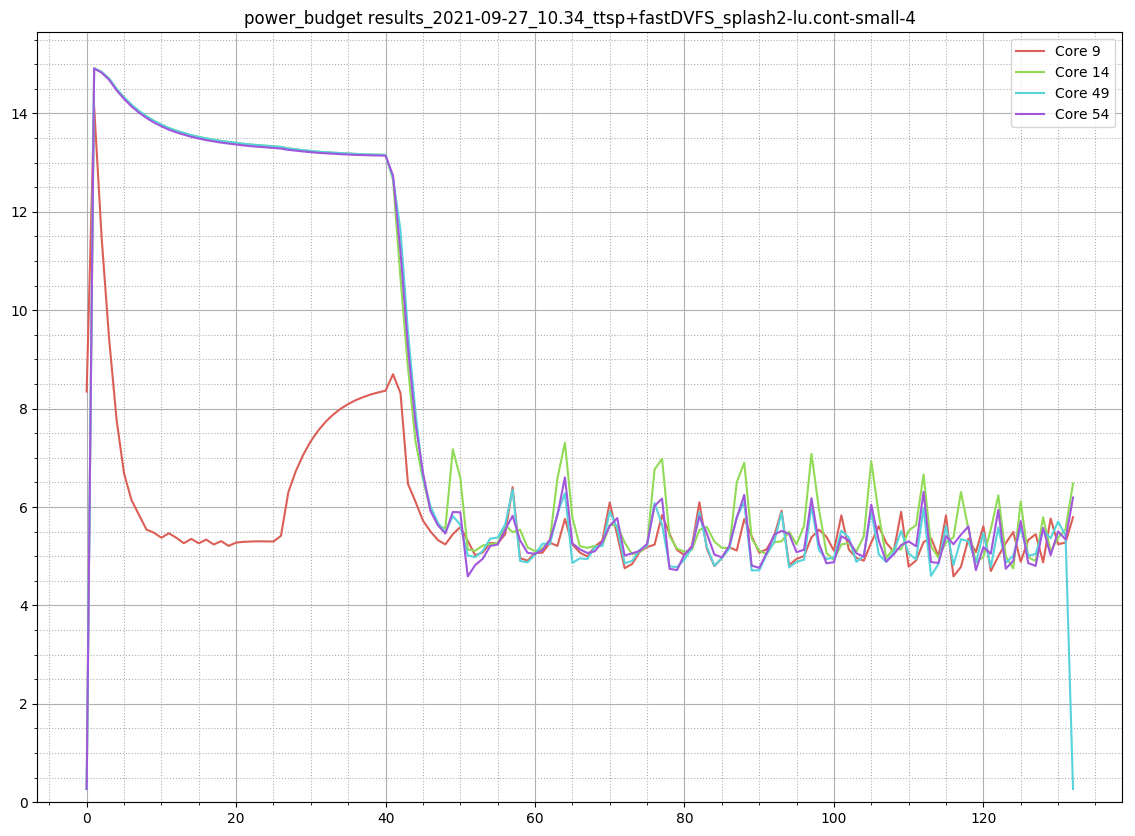 power_budget results_2021-09-27_10.34_ttsp+fastDVFS_splash2-lu.cont-small-4
Core 9
Core 14
Core 49
Core 54
14
12
10
8
6
4
2
0
0 20 40 60 80 100 120